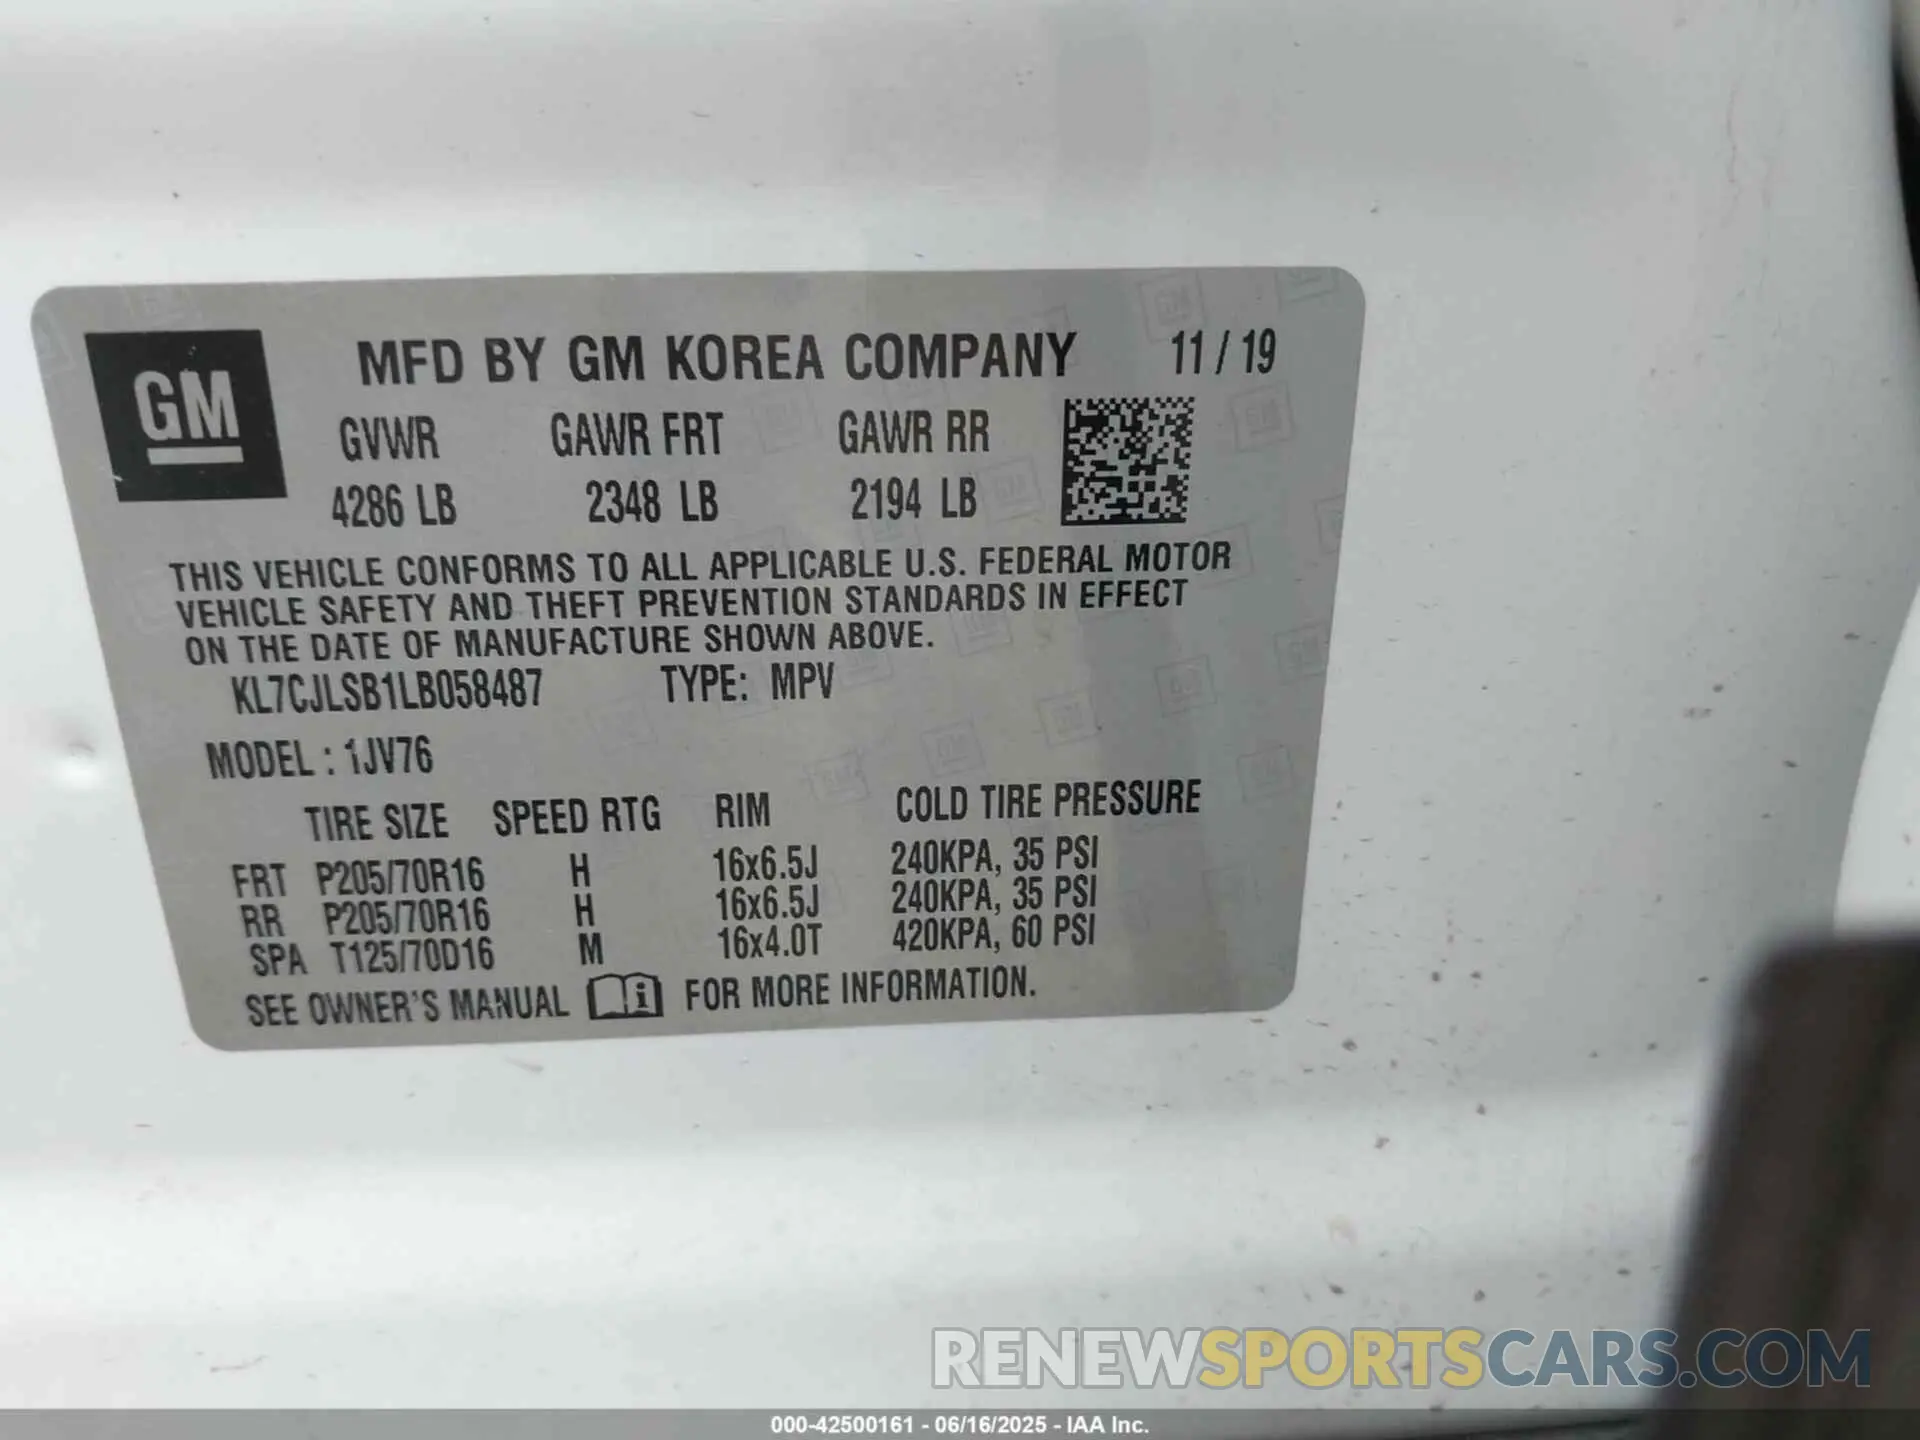 GM
MFD BY GM KOREA COMPANY 11 / 19
GVWR GAWR FRT GAWR RR
4286 LB 2348 LB 2194 LB
THIS VEHICLE CONFORMS TO ALL APPLICABLE U.S. FEDERAL MOTOR
VEHICLE SAFETY AND THEFT PREVENTION STANDARDS IN EFFECT
ON THE DATE OF MANUFACTURE SHOWN ABOVE.
KL7CJLSB1LB058487 TYPE: MPV
MODEL : 1JV76
TIRE SIZE SPEED RTG RIM COLD TIRE PRESSURE
FRT P205/70R16 H 16x6.5J 240KPA, 35 PSI
RR P205/70R16 H 16x6.5J 240KPA, 35 PSI
SPA T125/70D16 M 16x4.0T 420KPA, 60 PSI
SEE OWNER'S MANUAL i FOR MORE INFORMATION.
RENEWSPORTSCARS.COM
000-42500161 - 06/16/2025 - IAA Inc.